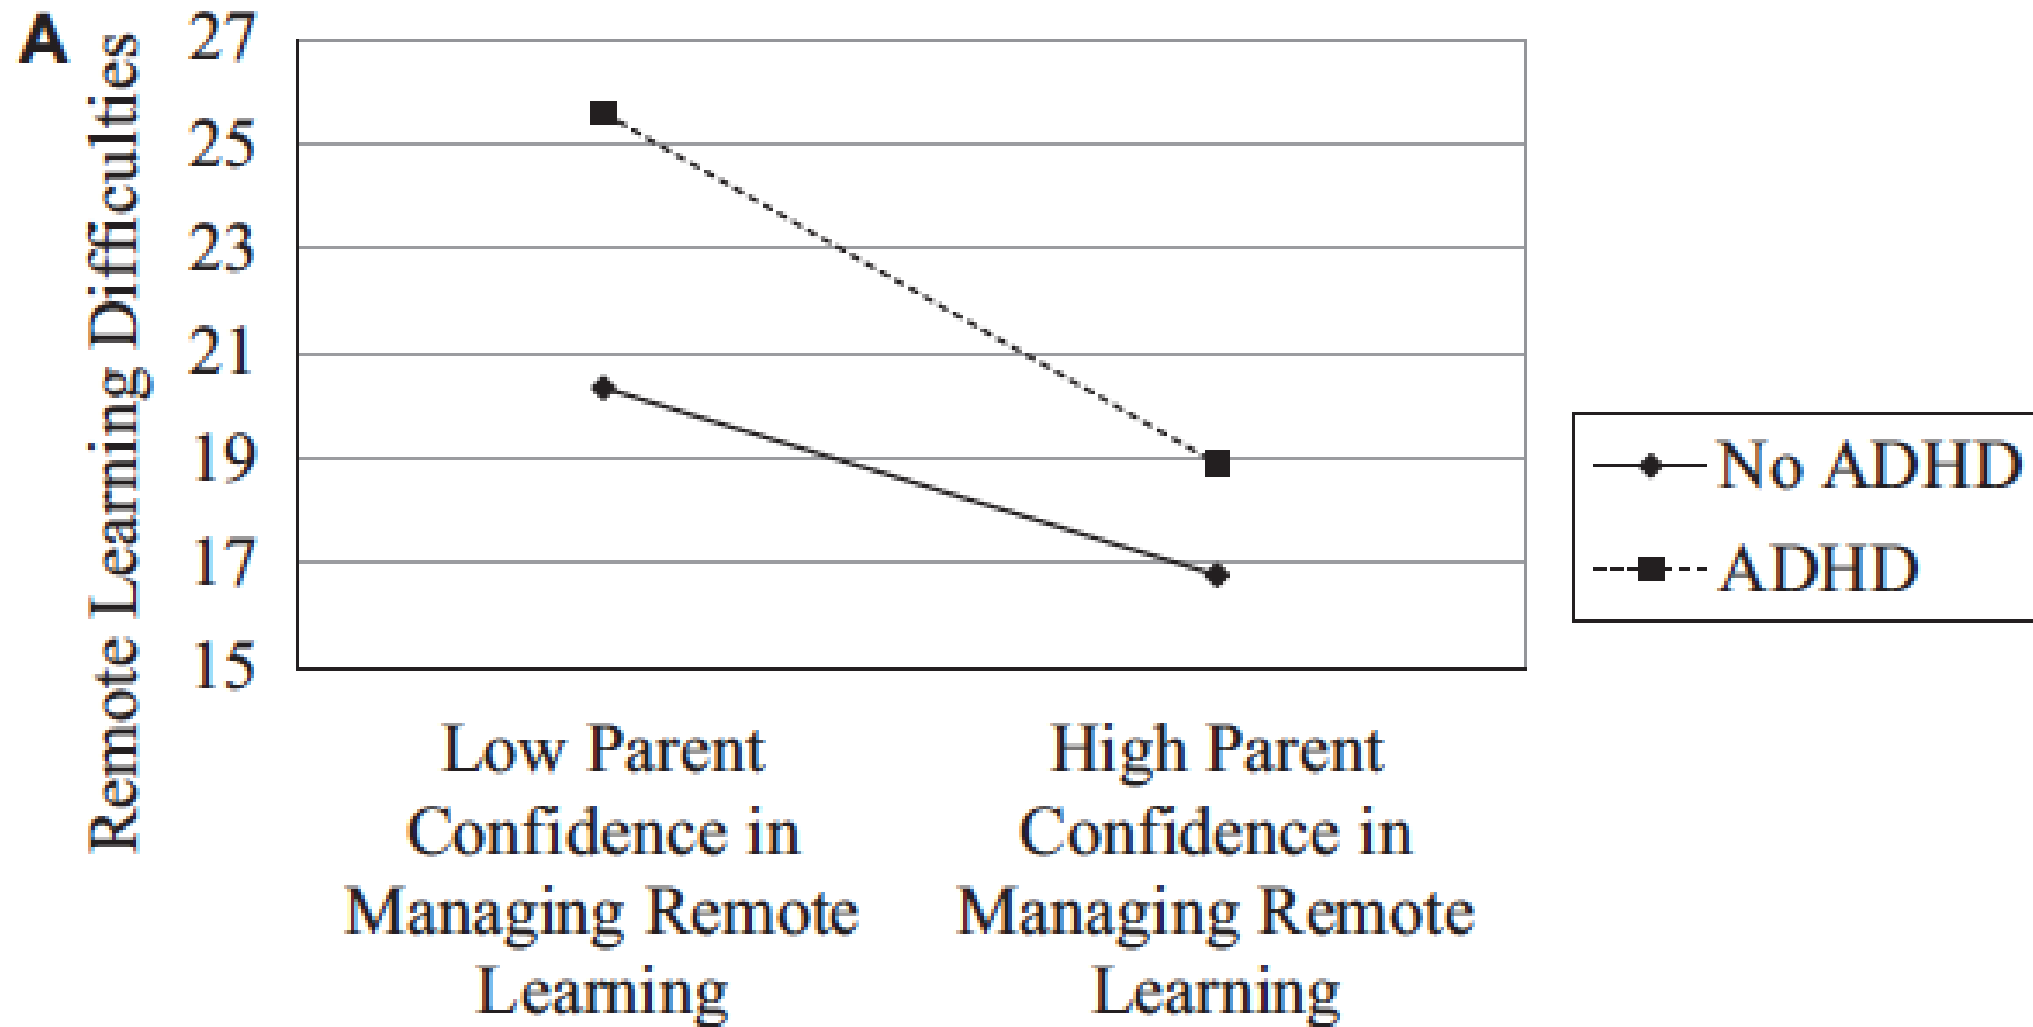 A
Remote Learning Difficulties
27
25
23
21
19
17
15
Low Parent
Confidence in
Managing Remote
Learning
High Parent
Confidence in
Managing Remote
Learning
No ADHD
ADHD